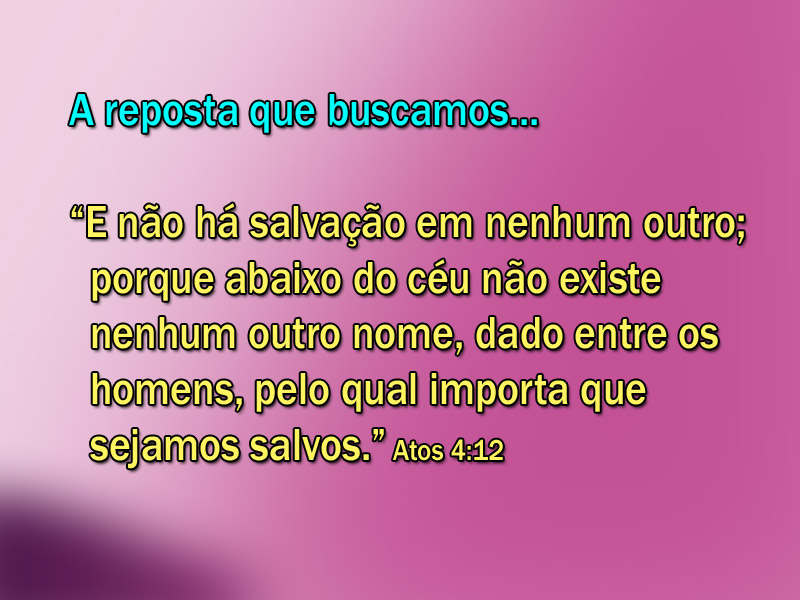 A reposta que buscamos...
“E não há salvação em nenhum outro;
porque abaixo do céu não existe
nenhum outro nome, dado entre os
homens, pelo qual importa que
sejamos salvos.” Atos 4:12